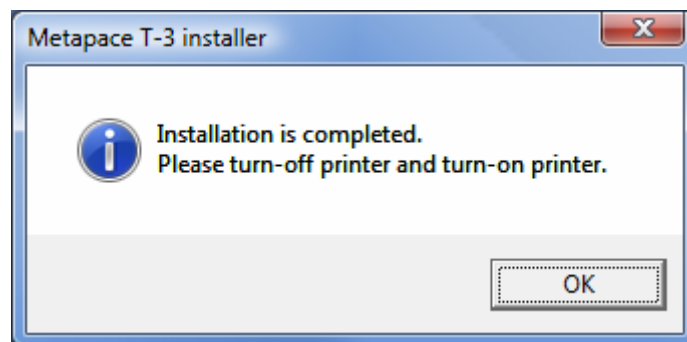 Metapace T-3 installer
Installation is completed.
Please turn-off printer and turn-on printer.
OK